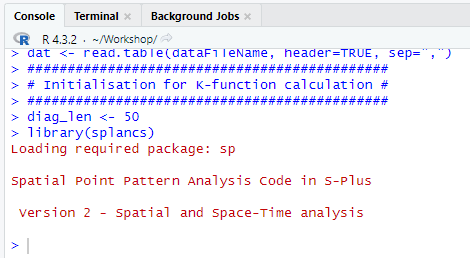 Console Terminal × Background Jobs ×
R 4.3.2 · ~/Workshop/
> dat <- read.table(dataFileName, header=TRUE, sep=",")
> ###########################################
> # Initialisation for K-function calculation #
> ###########################################
> diag_len <- 50
> library(splancs)
Loading required package: sp
Spatial Point Pattern Analysis Code in S-Plus
Version 2 - Spatial and Space-Time analysis
>